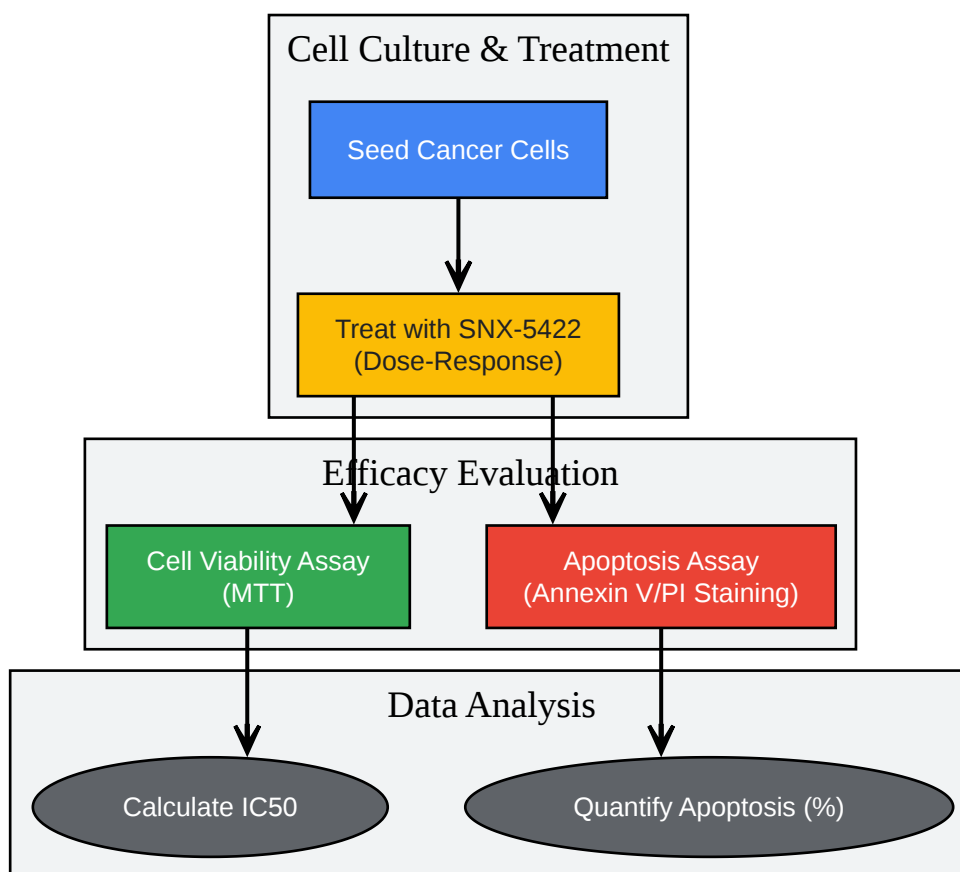 Cell Culture & Treatment
Seed Cancer Cells
Treat with SNX-5422
(Dose-Response)
Efficacy Evaluation
Cell Viability Assay
(MTT)
Apoptosis Assay
(Annexin V/PI Staining)
Data Analysis
Calculate IC50
Quantify Apoptosis (%)